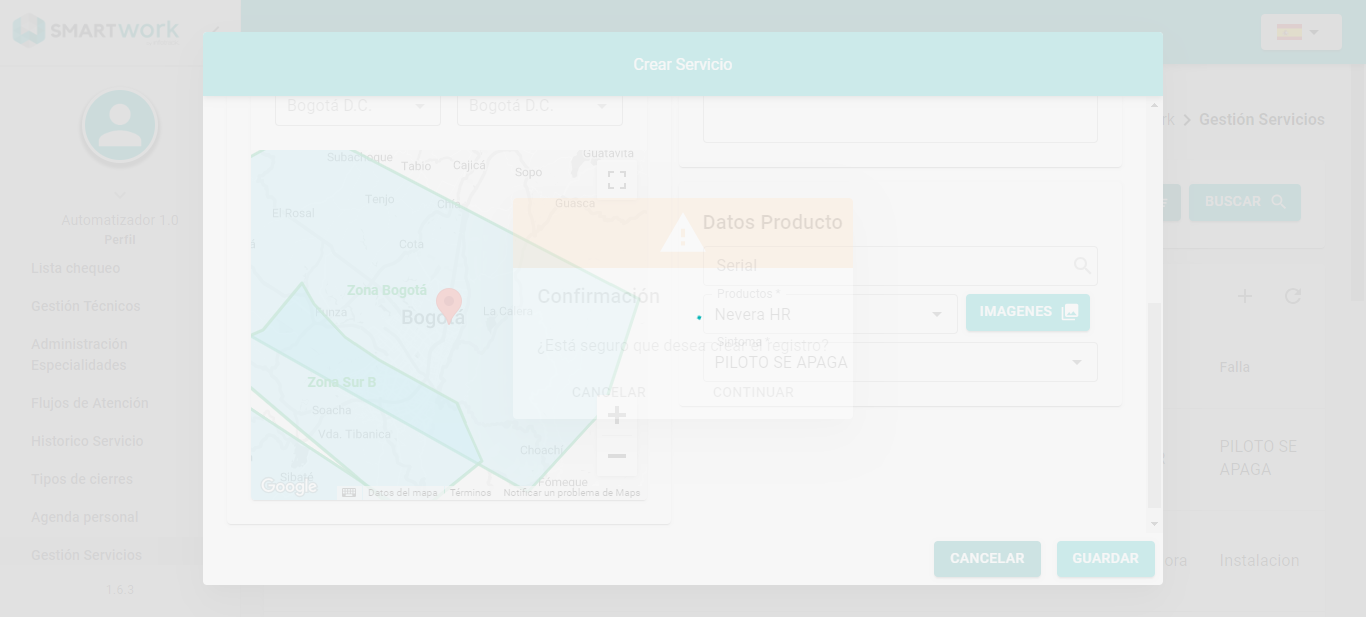 SMARTWORK
Crear Servicio
rk > Gestión Servicios
Bogotá D.C.
Bogotá D.C.
BUSCAR
Automatizador 1.0
Perfil
Lista chequeo
Gestión Técnicos
Administración
Especialidades
Flujos de Atención
Historico Servicio
Tipos de cierres
Agenda personal
Gestión Servicios
1.6.3
Subachoque
Tabio
Cajicá
Sopo
Guatavita
El Rosal
Tenjo
Chía
Guasca
Cota
Zona Bogotá
Funza
Bogotá
La Calera
Zona Sur B
Soacha
Vda. Tibanica
Choachí
Sibaté
Fómeque
Google
Datos del mapa
Términos
Notificar un problema de Maps
Datos Producto
Serial
Productos *
Nevera HR
IMAGENES
Sintoma *
PILOTO SE APAGA
Confirmación
¿Está seguro que desea crear el registro?
CANCELAR
CONTINUAR
Falla
PILOTO SE
APAGA
ora
Instalacion
CANCELAR
GUARDAR